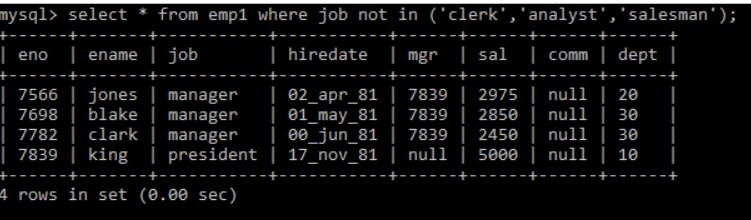 mysql> select * from emp1 where job not in ('clerk','analyst','salesman');
+------+-------+-----------+-----------+------+------+------+------+
| eno | ename | job | hiredate | mgr | sal | comm | dept |
+------+-------+-----------+-----------+------+------+------+------+
| 7566 | jones | manager | 02_apr_81 | 7839 | 2975 | null | 20 |
| 7698 | blake | manager | 01_may_81 | 7839 | 2850 | null | 30 |
| 7782 | clark | manager | 00_jun_81 | 7839 | 2450 | null | 30 |
| 7839 | king | president | 17_nov_81 | null | 5000 | null | 10 |
+------+-------+-----------+-----------+------+------+------+------+
4 rows in set (0.00 sec)